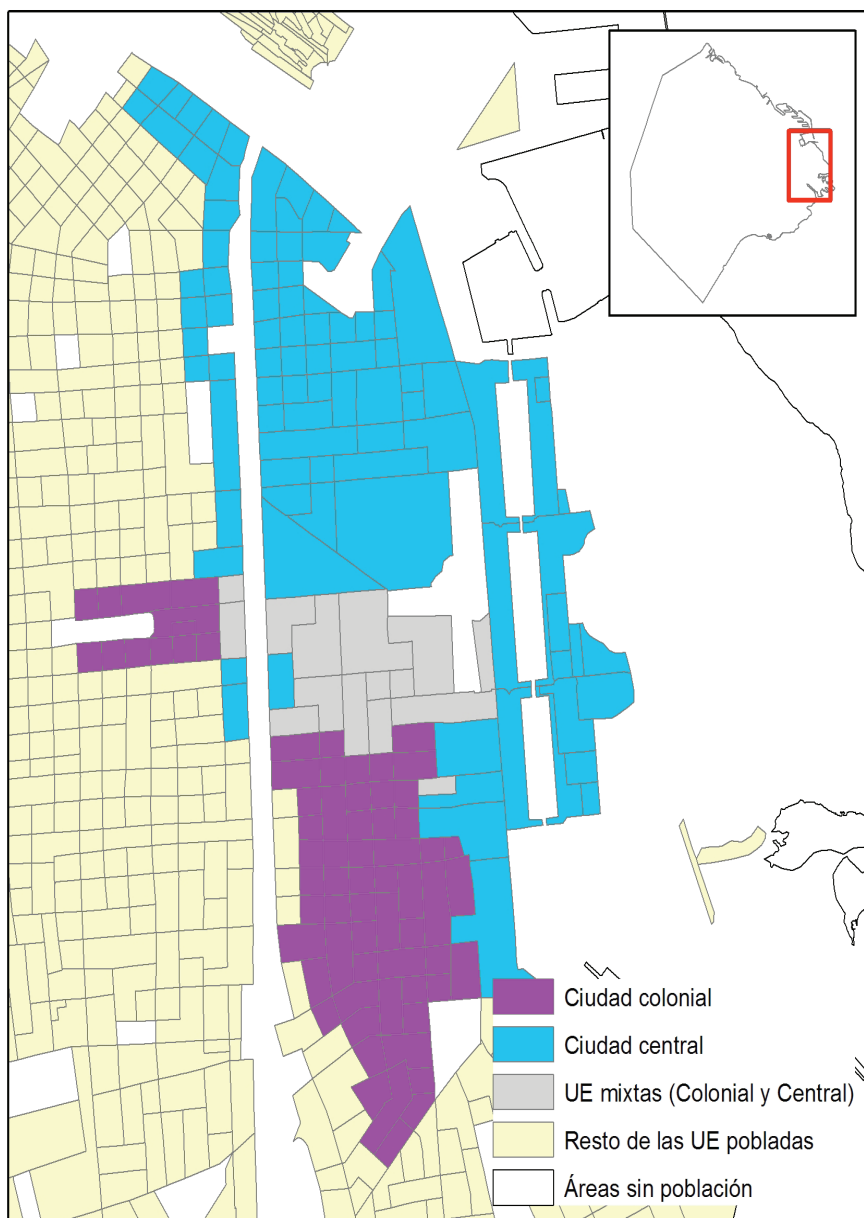 Ciudad colonial
Ciudad central
UE mixtas (Colonial y Central)
Resto de las UE pobladas
Áreas sin población